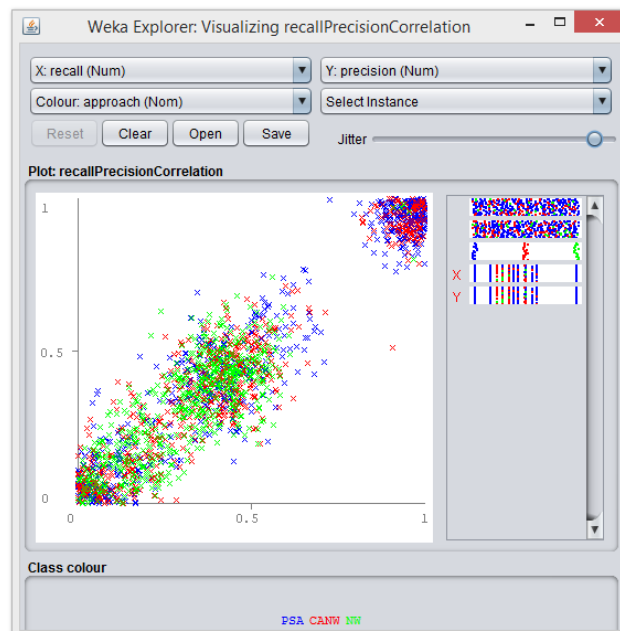 Weka Explorer: Visualizing recallPrecisionCorrelation
X: recall (Num)
Y: precision (Num)
Colour: approach (Nom)
Select Instance
Reset
Clear
Open
Save
Jitter
Plot: recallPrecisionCorrelation
1
0.5
0
0
0.5
1
X
Y
Class colour
PSA CANW NW